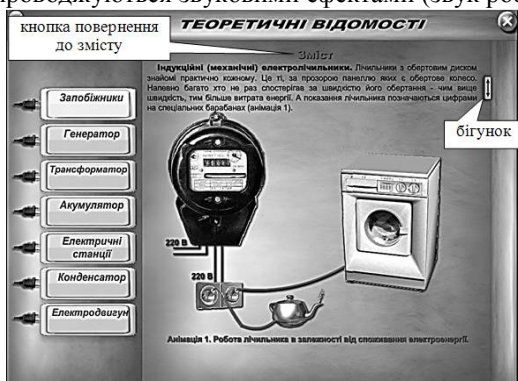 проводжуються звуковими ефектами (звук роб
кнопка повернення
до змісту
ТЕОРЕТИЧНІ ВІДОМОСТІ
Зміст
Індукційні (механічні) електролічильники. Лічильники з обертовим диском
знайомі практично кожному. Це ті, за прозорою панеллю яких є обертове колесо.
Напевно багато хто не раз спостерігав за швидкістю його обертання - чим вище
швидкість, тим більше витрата енергії. А показання лічильника позначаються цифрами
на спеціальних барабанах (анімація 1).
бігунок
Запобіжники
Генератор
Трансформатор
Акумулятор
Електричні
станції
Конденсатор
Електродвигун
220 В
220 В
Анімація 1. Робота лічильника в залежності від споживання електроенергії.